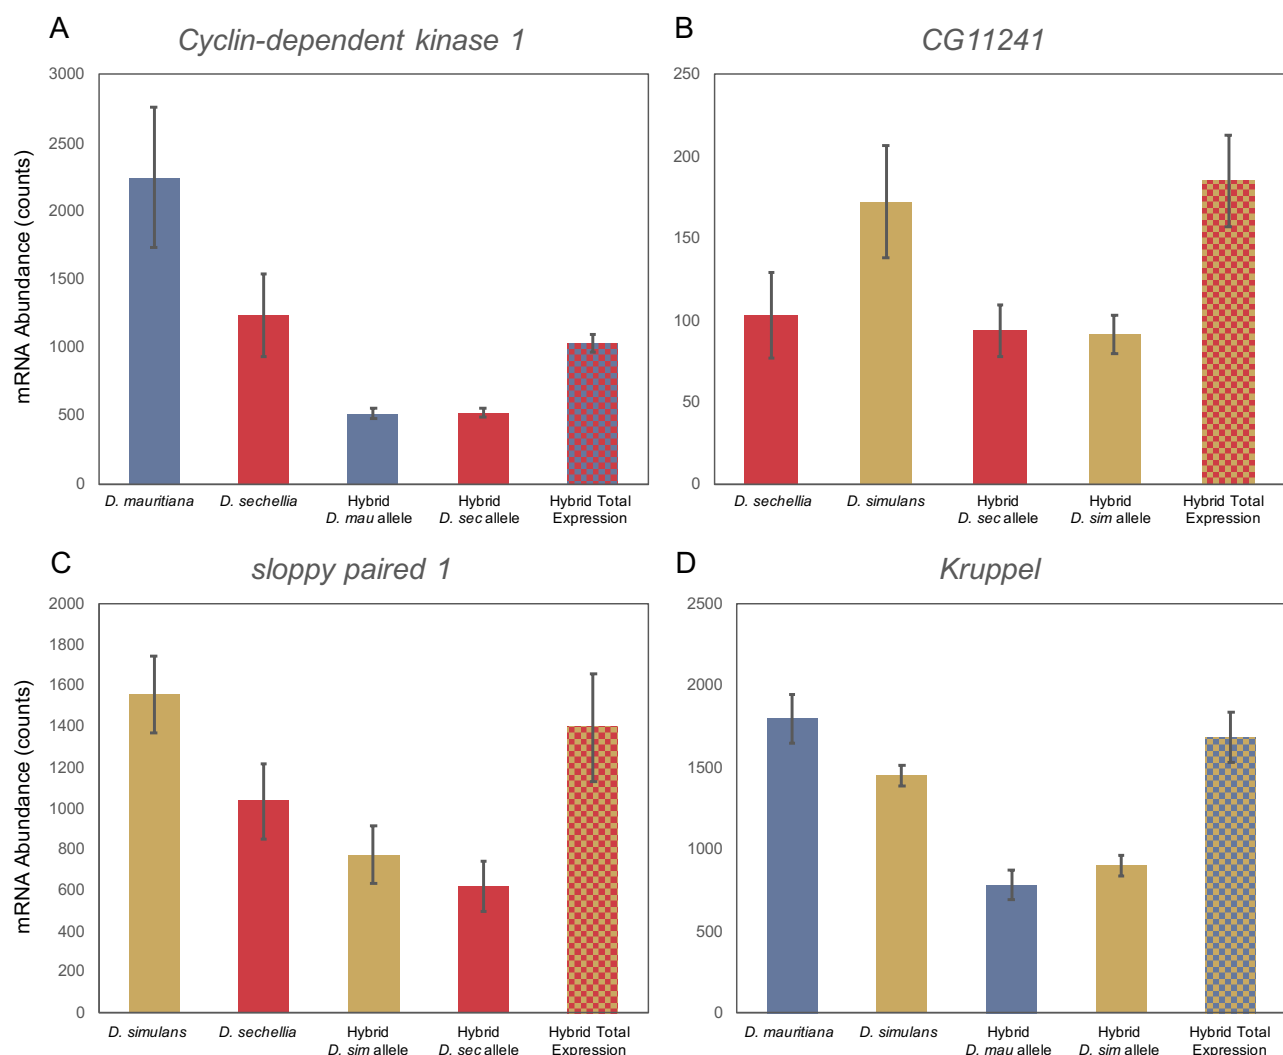 A
Cyclin-dependent kinase 1
mRNA Abundance (counts)
3000
2500
2000
1500
1000
500
0
D. mauritiana
D. sechellia
Hybrid
D. mau allele
Hybrid
D. sec allele
Hybrid Total
Expression
B
CG11241
250
200
150
100
50
0
D. sechellia
D. simulans
Hybrid
D. sec allele
Hybrid
D. sim allele
Hybrid Total
Expression
C
sloppy paired 1
mRNA Abundance (counts)
2000
1800
1600
1400
1200
1000
800
600
400
200
0
D. simulans
D. sechellia
Hybrid
D. sim allele
Hybrid
D. sec allele
Hybrid Total
Expression
D
Kruppel
2500
2000
1500
1000
500
0
D. mauritiana
D. simulans
Hybrid
D. mau allele
Hybrid
D. sim allele
Hybrid Total
Expression